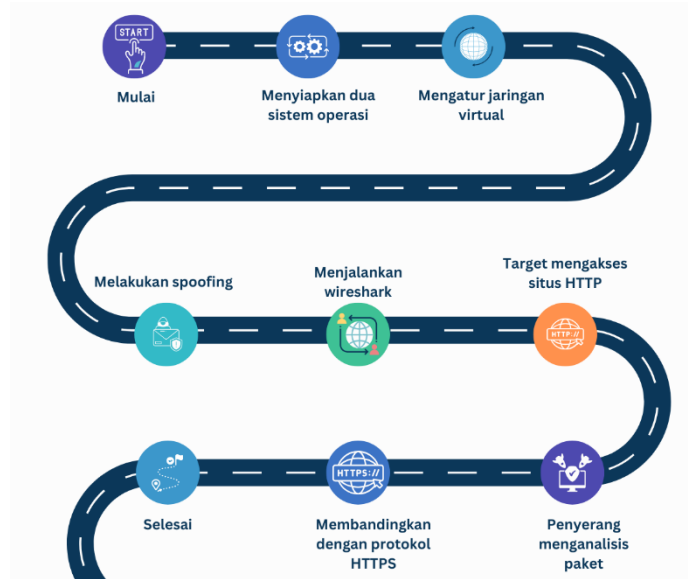 START
Mulai
Menyiapkan dua
sistem operasi
Mengatur jaringan
virtual
Melakukan spoofing
Menjalankan
wireshark
Target mengakses
situs HTTP
HTTP://
Selesai
HTTPS://
Membandingkan
dengan protokol
HTTPS
Penyerang
menganalisis
paket